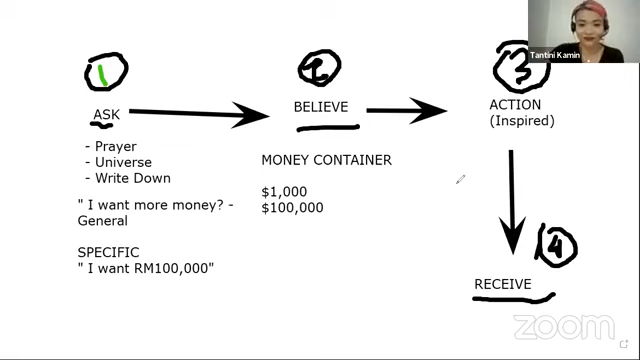 Tantini Kamin
1
2
3
ASK
BELIEVE
ACTION
(Inspired)
- Prayer
- Universe
- Write Down
" I want more money? -
General
SPECIFIC
" I want RM100,000"
MONEY CONTAINER
$1,000
$100,000
4
RECEIVE
zoom